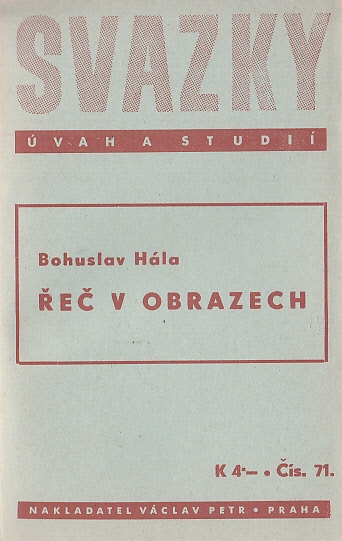 SVAZKY
ÚVAH A STUDIÍ
Bohuslav Hála
ŘEČ V OBRAZECH
K 4·— • Čís. 71.
NAKLADATEL VÁCLAV PETR • PRAHA